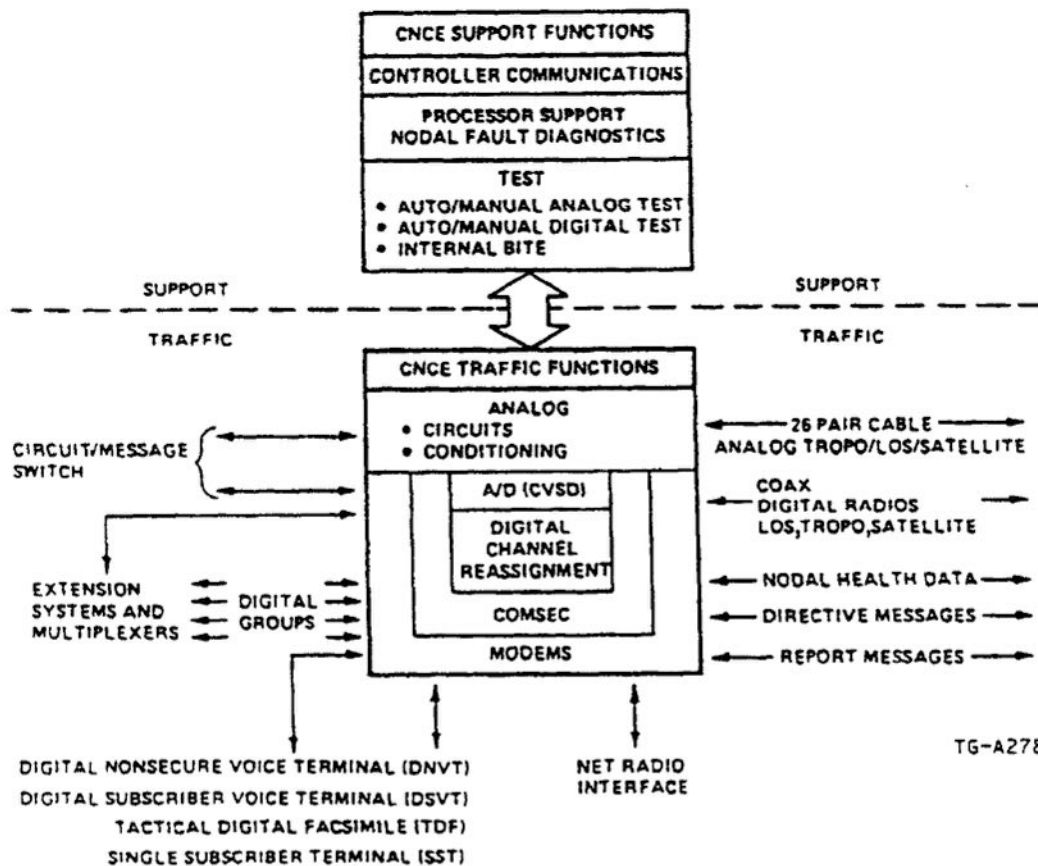 CNCE SUPPORT FUNCTIONS
CONTROLLER COMMUNICATIONS
PROCESSOR SUPPORT
NODAL FAULT DIAGNOSTICS
TEST
• AUTO/MANUAL ANALOG TEST
• AUTO/MANUAL DIGITAL TEST
• INTERNAL BITE
SUPPORT
SUPPORT
TRAFFIC
TRAFFIC
CNCE TRAFFIC FUNCTIONS
ANALOG
• CIRCUITS
• CONDITIONING
A/D (CVSD)
DIGITAL
CHANNEL
REASSIGNMENT
COMSEC
MODEMS
CIRCUIT/MESSAGE
SWITCH
EXTENSION
SYSTEMS AND
MULTIPLEXERS
DIGITAL
GROUPS
26 PAIR CABLE
ANALOG TROPO/LOS/SATELLITE
COAX
DIGITAL RADIOS
LOS,TROPO,SATELLITE
NODAL HEALTH DATA
DIRECTIVE MESSAGES
REPORT MESSAGES
DIGITAL NONSECURE VOICE TERMINAL (DNVT)
DIGITAL SUBSCRIBER VOICE TERMINAL (DSVT)
TACTICAL DIGITAL FACSIMILE (TDF)
SINGLE SUBSCRIBER TERMINAL (SST)
NET RADIO
INTERFACE
TG-A278